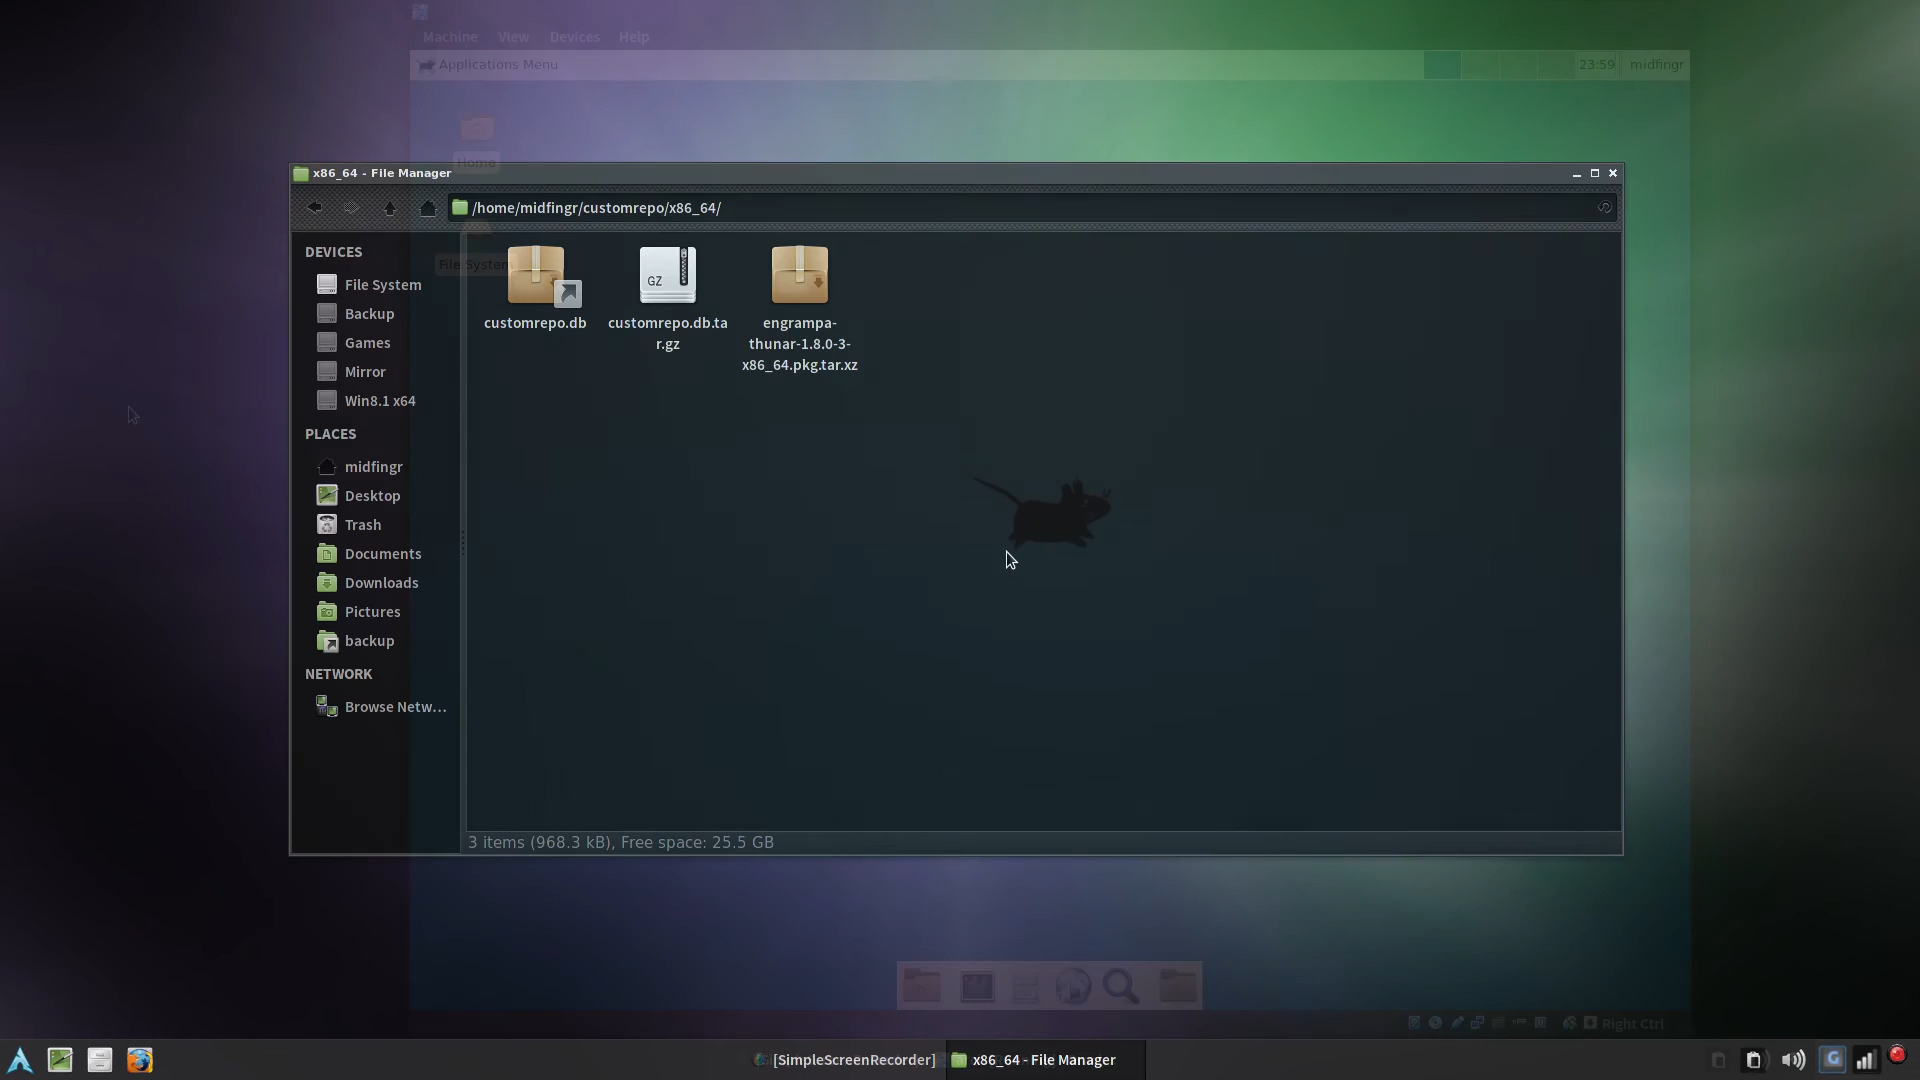 Machine View Devices Help
Applications Menu
23:59 midfingr
Home
x86_64 - File Manager
/home/midfingr/customrepo/x86_64/
DEVICES
File System
Backup
Games
Mirror
Win8.1 x64
PLACES
midfingr
Desktop
Trash
Documents
Downloads
Pictures
backup
NETWORK
Browse Netw...
File System
customrepo.db
GZ
customrepo.db.ta
r.gz
engrampa-
thunar-1.8.0-3-
x86_64.pkg.tar.xz
3 items (968.3 kB), Free space: 25.5 GB
Right Ctrl
[SimpleScreenRecorder]
x86_64 - File Manager
G